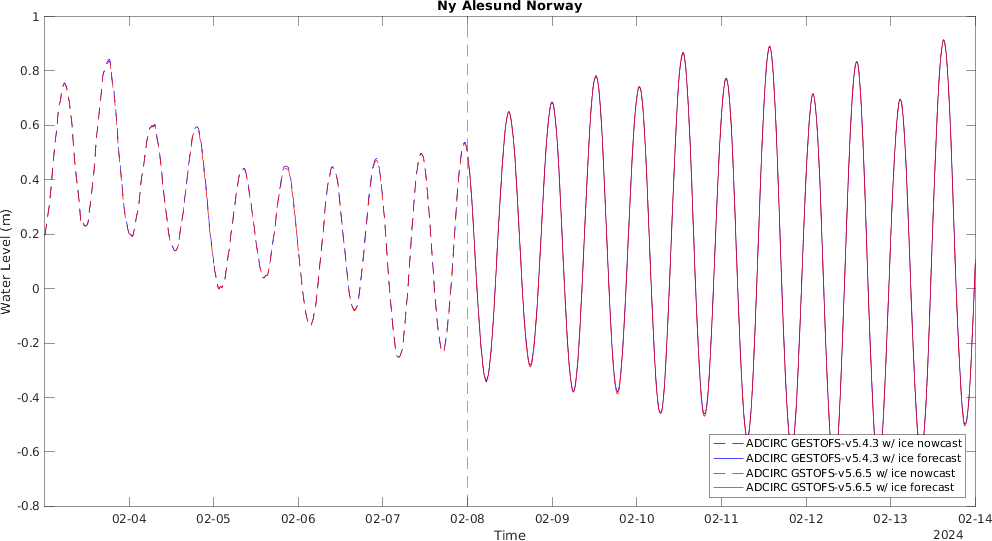 Ny Alesund Norway
1
0.8
0.6
0.4
0.2
0
-0.2
-0.4
-0.6
-0.8
Water Level (m)
ADCIRC GESTOFS-v5.4.3 w/ ice nowcast
ADCIRC GESTOFS-v5.4.3 w/ ice forecast
ADCIRC GSTOFS-v5.6.5 w/ ice nowcast
ADCIRC GSTOFS-v5.6.5 w/ ice forecast
02-04 02-05 02-06 02-07 02-08 02-09 02-10 02-11 02-12 02-13 02-14
Time
2024